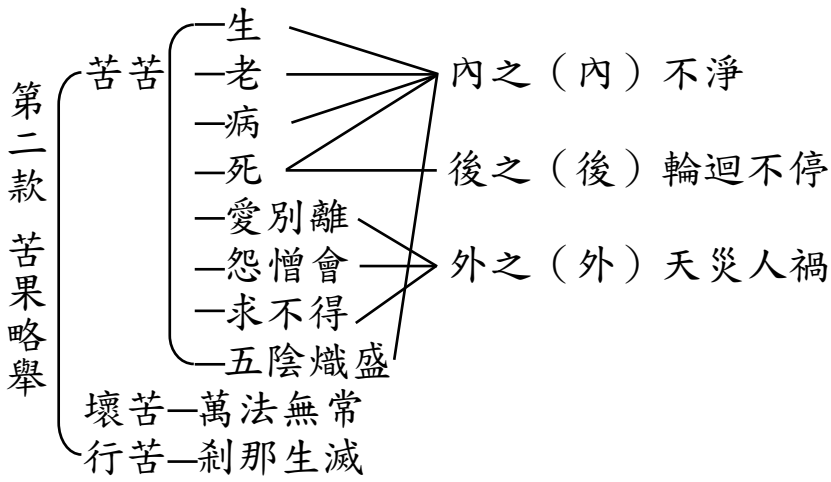 第二款 苦果略舉
苦苦
生
老
病
死
愛別離
怨憎會
求不得
五陰熾盛
內之（內）不淨
後之（後）輪迴不停
外之（外）天災人禍
壞苦—萬法無常
行苦—剎那生滅